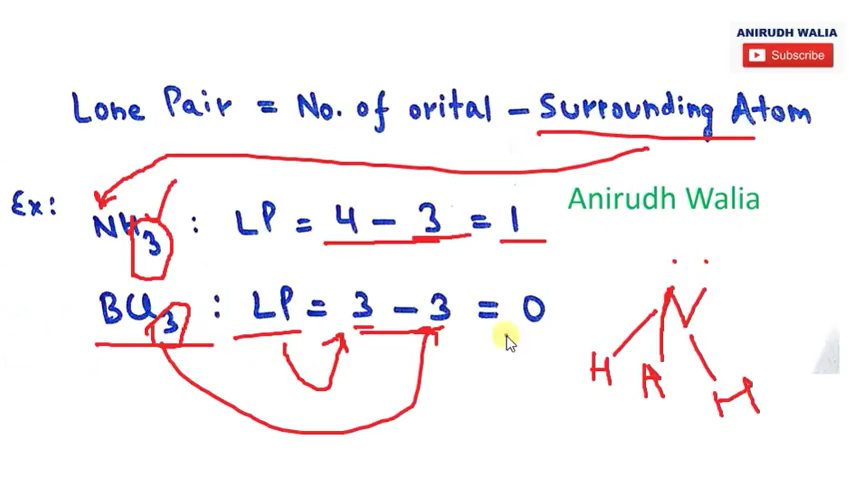 ANIRUDH WALIA
Subscribe
Lone Pair = No. of orital - Surrounding Atom
Anirudh Walia
Ex: NH3 : LP = 4 - 3 = 1
BCl3 : LP = 3 - 3 = 0
N
H H H